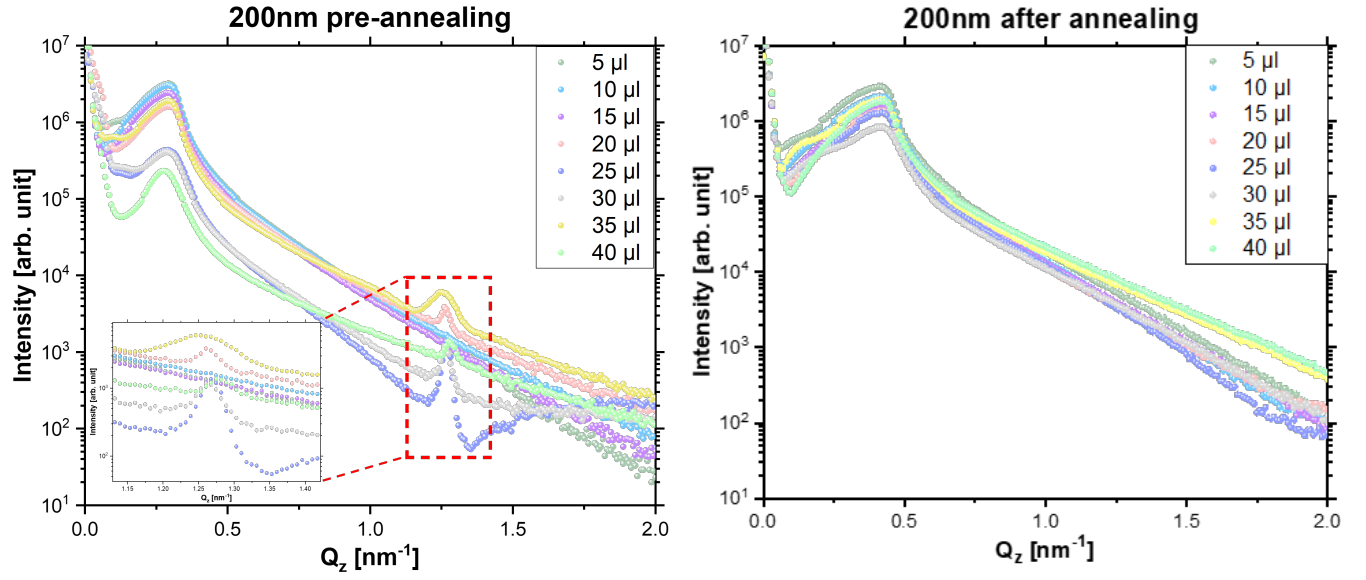 200nm pre-annealing
Intensity [arb. unit]
10⁷
10⁶
10⁵
10⁴
10³
10²
10¹
5 µl
10 µl
15 µl
20 µl
25 µl
30 µl
35 µl
40 µl
Intensity [arb. unit]
10³
10²
1.15
1.20
1.25
1.30
1.35
1.40
Qz [nm⁻¹]
0.0
0.5
1.0
1.5
2.0
Qz [nm⁻¹]
200nm after annealing
Intensity [arb. unit]
10⁷
10⁶
10⁵
10⁴
10³
10²
10¹
5 µl
10 µl
15 µl
20 µl
25 µl
30 µl
35 µl
40 µl
0.0
0.5
1.0
1.5
2.0
Qz [nm⁻¹]